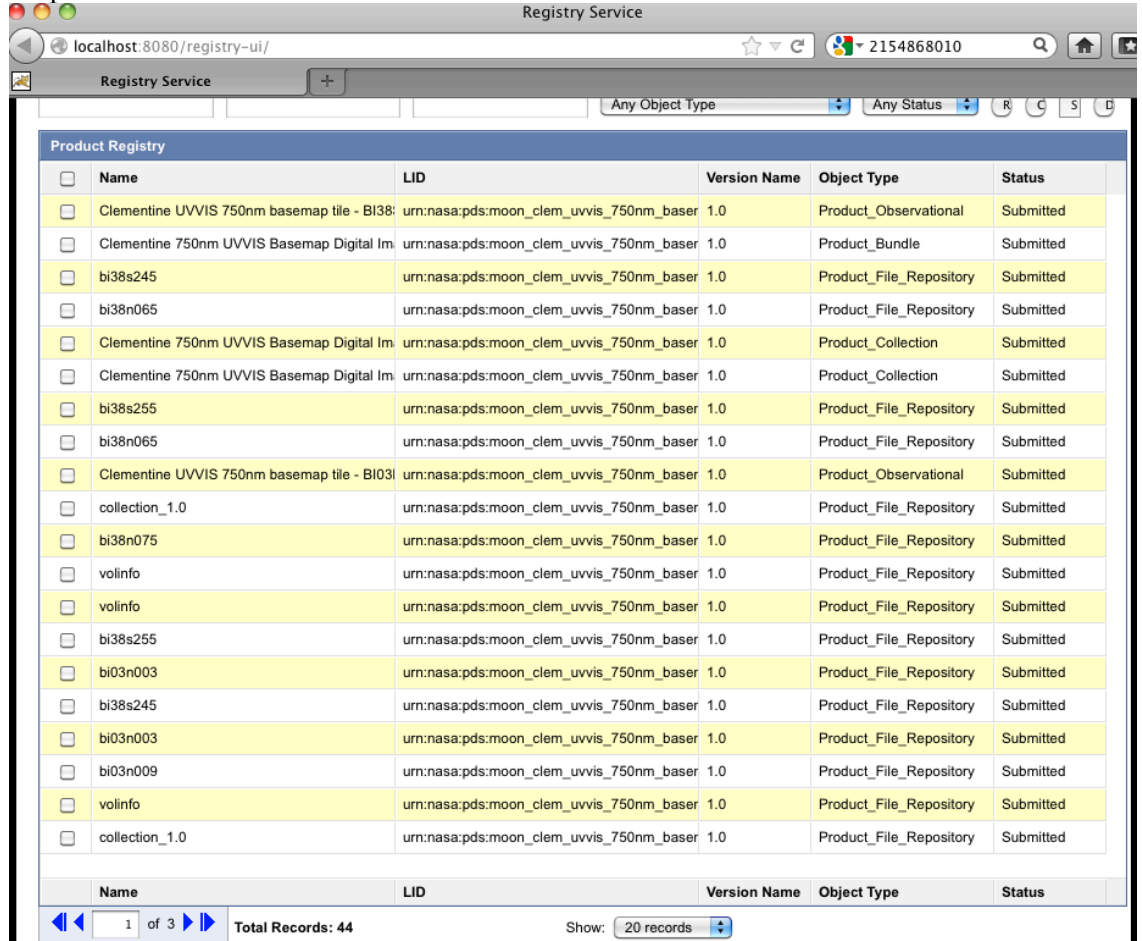 Registry Service
localhost:8080/registry-ui/ 2154868010
Registry Service
Any Object Type Any Status R C S D
Product Registry
Name LID Version Name Object Type Status
Clementine UVVIS 750nm basemap tile - BI38 urn:nasa:pds:moon_clem_uvvis_750nm_baser 1.0 Product_Observational Submitted
Clementine 750nm UVVIS Basemap Digital Im urn:nasa:pds:moon_clem_uvvis_750nm_baser 1.0 Product_Bundle Submitted
bi38s245 urn:nasa:pds:moon_clem_uvvis_750nm_baser 1.0 Product_File_Repository Submitted
bi38n065 urn:nasa:pds:moon_clem_uvvis_750nm_baser 1.0 Product_File_Repository Submitted
Clementine 750nm UVVIS Basemap Digital Im urn:nasa:pds:moon_clem_uvvis_750nm_baser 1.0 Product_Collection Submitted
Clementine 750nm UVVIS Basemap Digital Im urn:nasa:pds:moon_clem_uvvis_750nm_baser 1.0 Product_Collection Submitted
bi38s255 urn:nasa:pds:moon_clem_uvvis_750nm_baser 1.0 Product_File_Repository Submitted
bi38n065 urn:nasa:pds:moon_clem_uvvis_750nm_baser 1.0 Product_File_Repository Submitted
Clementine UVVIS 750nm basemap tile - BI03 urn:nasa:pds:moon_clem_uvvis_750nm_baser 1.0 Product_Observational Submitted
collection_1.0 urn:nasa:pds:moon_clem_uvvis_750nm_baser 1.0 Product_File_Repository Submitted
bi38n075 urn:nasa:pds:moon_clem_uvvis_750nm_baser 1.0 Product_File_Repository Submitted
volinfo urn:nasa:pds:moon_clem_uvvis_750nm_baser 1.0 Product_File_Repository Submitted
volinfo urn:nasa:pds:moon_clem_uvvis_750nm_baser 1.0 Product_File_Repository Submitted
bi38s255 urn:nasa:pds:moon_clem_uvvis_750nm_baser 1.0 Product_File_Repository Submitted
bi03n003 urn:nasa:pds:moon_clem_uvvis_750nm_baser 1.0 Product_File_Repository Submitted
bi38s245 urn:nasa:pds:moon_clem_uvvis_750nm_baser 1.0 Product_File_Repository Submitted
bi03n003 urn:nasa:pds:moon_clem_uvvis_750nm_baser 1.0 Product_File_Repository Submitted
bi03n009 urn:nasa:pds:moon_clem_uvvis_750nm_baser 1.0 Product_File_Repository Submitted
volinfo urn:nasa:pds:moon_clem_uvvis_750nm_baser 1.0 Product_File_Repository Submitted
collection_1.0 urn:nasa:pds:moon_clem_uvvis_750nm_baser 1.0 Product_File_Repository Submitted
Name LID Version Name Object Type Status
1 of 3 Total Records: 44 Show: 20 records